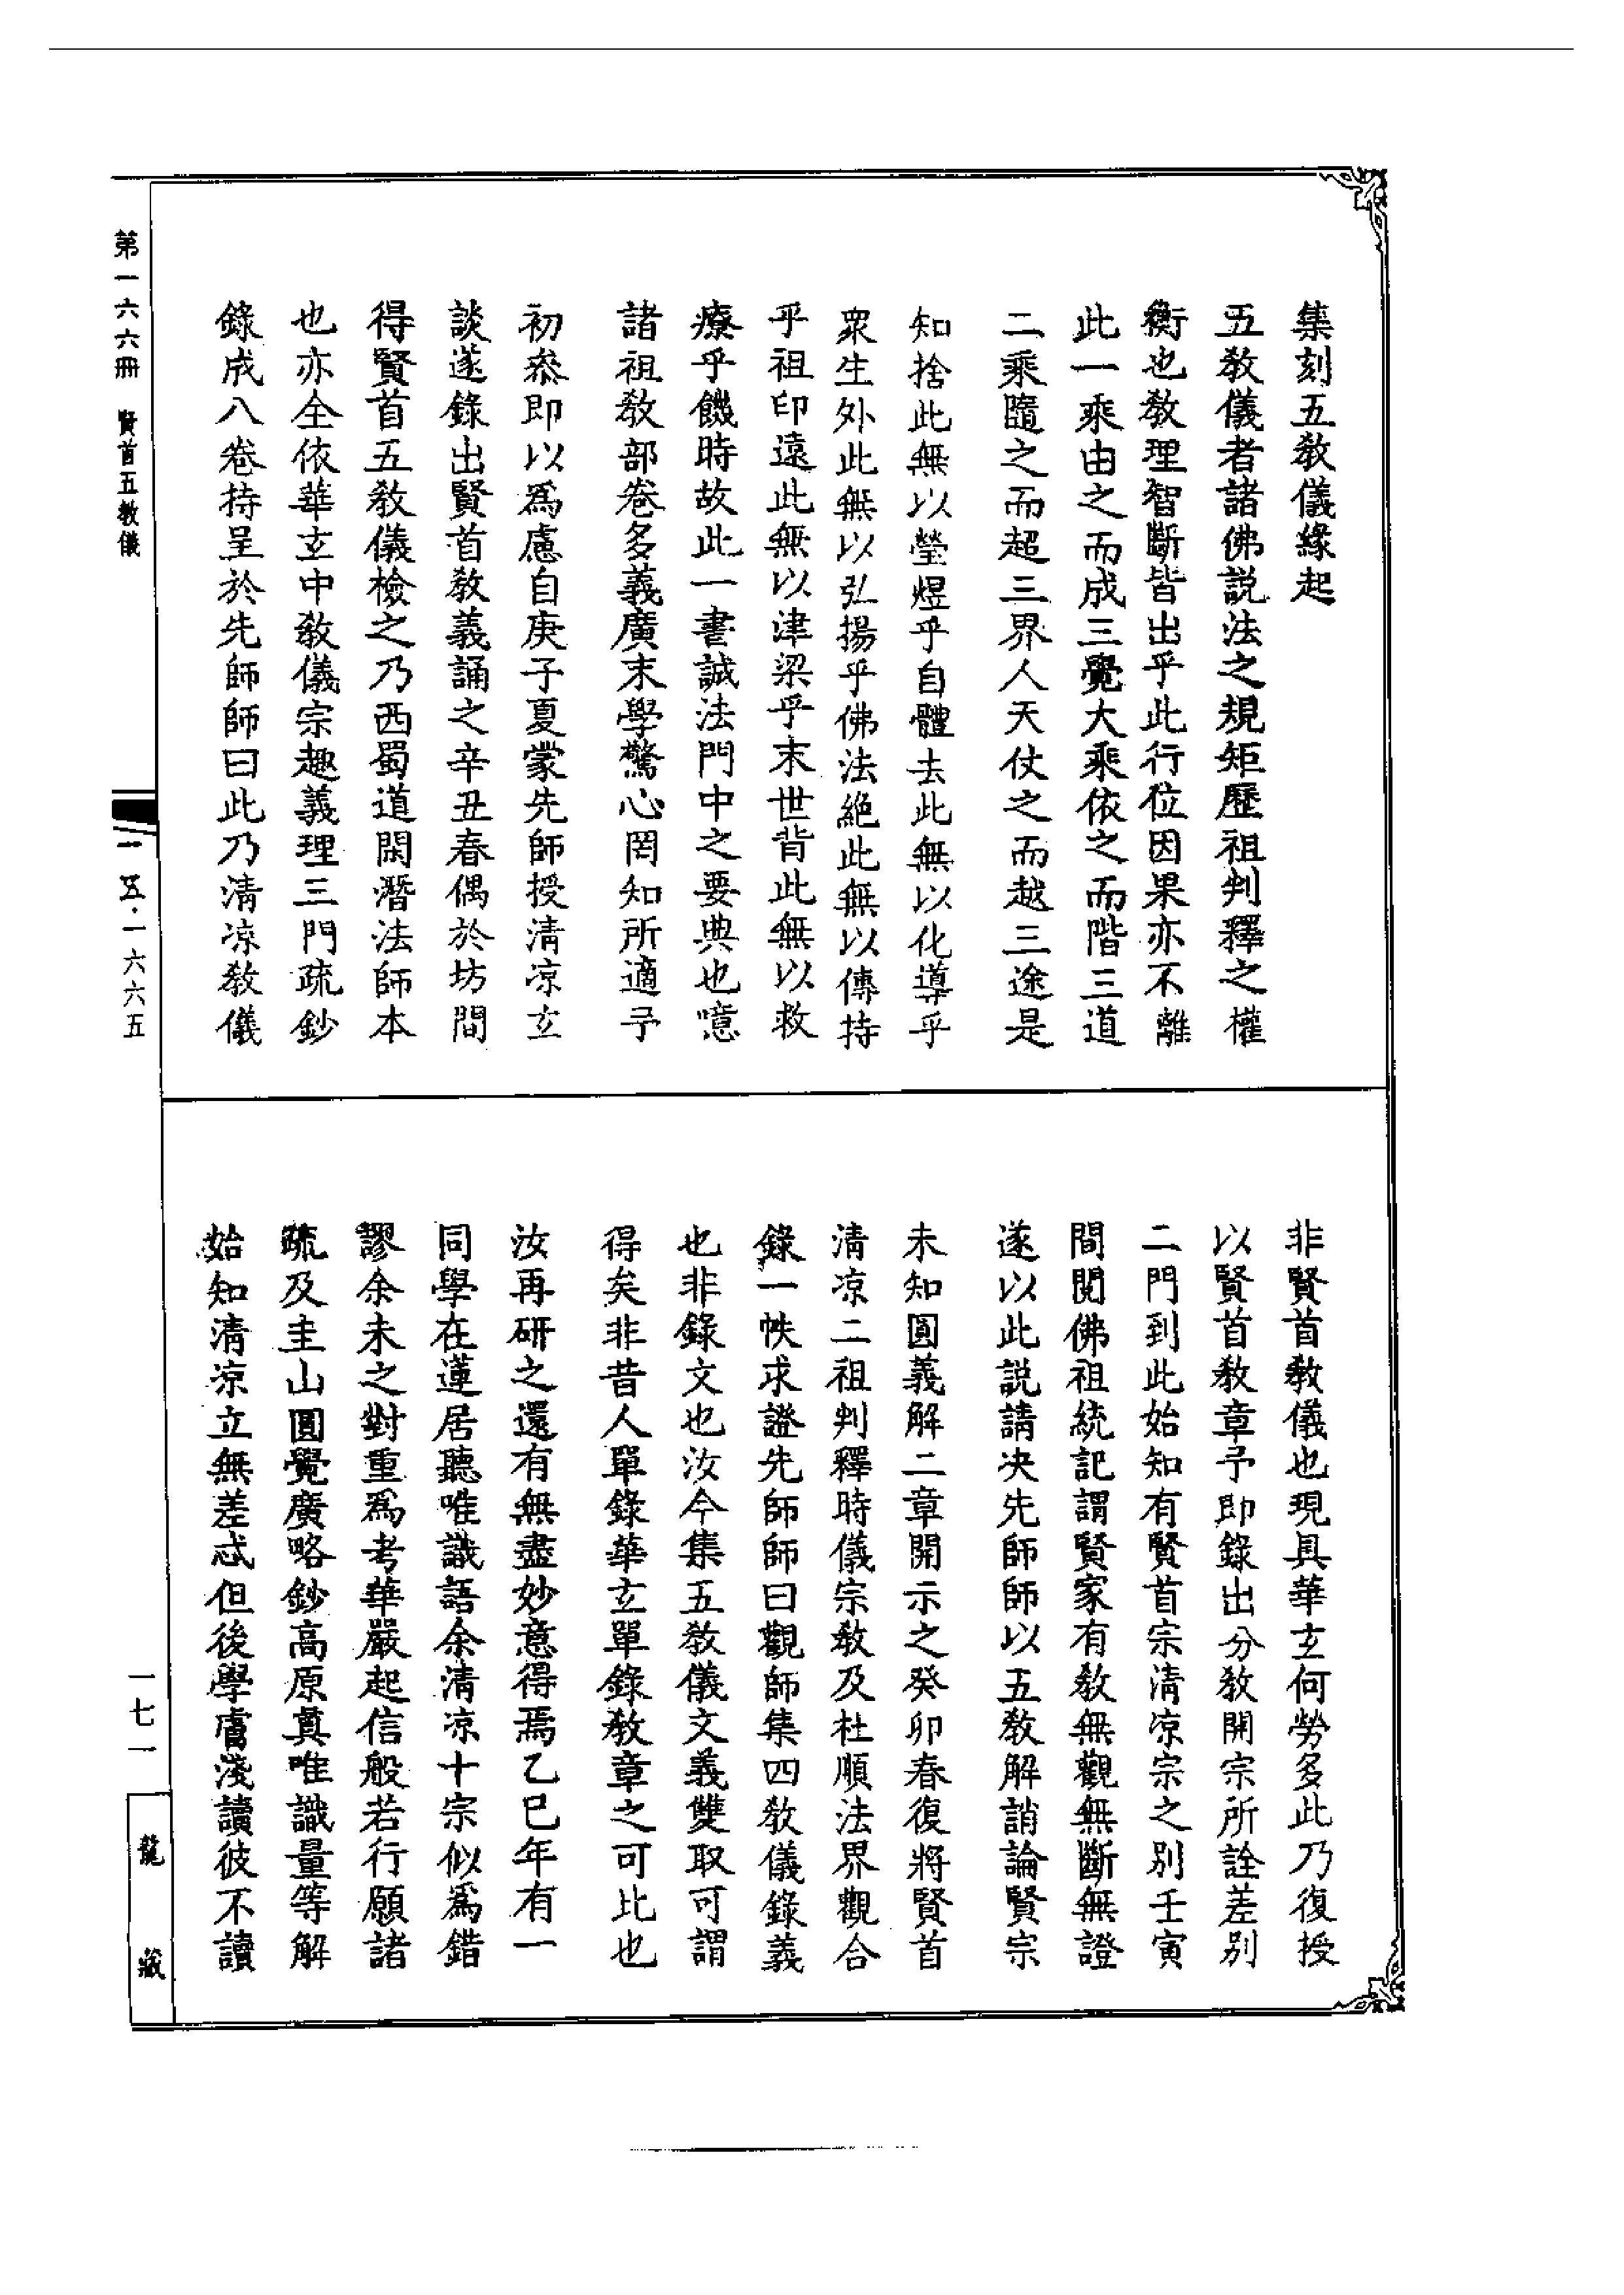 集刻五教儀緣起
五教儀者諸佛説法之規矩歷祖判釋之權
衡也教理智斷皆出乎此行位因果亦不離
此一乘由之而成三覺大乘依之而階三道
二乘隨之而超三界人天仗之而越三途是
知捨此無以瑩煜乎自體去此無以化導乎
衆生外此無以弘揚乎佛法絶此無以傳持
乎祖印遠此無以津梁乎末世背此無以救
療乎饑時故此一書誠法門中之要典也噫
諸祖教部卷多義廣末學驚心罔知所適予
初叅即以爲慮自庚子夏蒙先師授清凉玄
談遂錄出賢首教義誦之辛丑春偶於坊間
得賢首五教儀檢之乃西蜀道閑潛法師本
也亦全依華玄中教儀宗趣義理三門疏鈔
錄成八卷持呈於先師師曰此乃清凉教儀
非賢首教儀也現具華玄何勞多此乃復授
以賢首教章予即錄出分教開宗所詮差别
二門到此始知有賢首宗清凉宗之别壬寅
間閱佛祖統記謂賢家有教無觀無斷無證
遂以此説請决先師師以五教解誚論賢宗
未知圓義解二章開示之癸卯春復將賢首
清凉二祖判釋時儀宗教及杜順法界觀合
錄一帙求證先師師曰觀師集四教儀錄義
也非錄文也汝今集五教儀文義雙取可謂
得矣非昔人單錄華玄單錄教章之可比也
汝再研之還有無盡妙意得焉乙巳年有一
同學在蓮居聽唯識語余清凉十宗似爲錯
謬余未之對重爲考華嚴起信般若行願諸
疏及圭山圓覺廣略鈔高原眞唯識量等解
始知清凉立無差忒但後學膚淺讀彼不讀
第一六六冊 賢首五教儀
一五·一六六五
一七一
龍藏